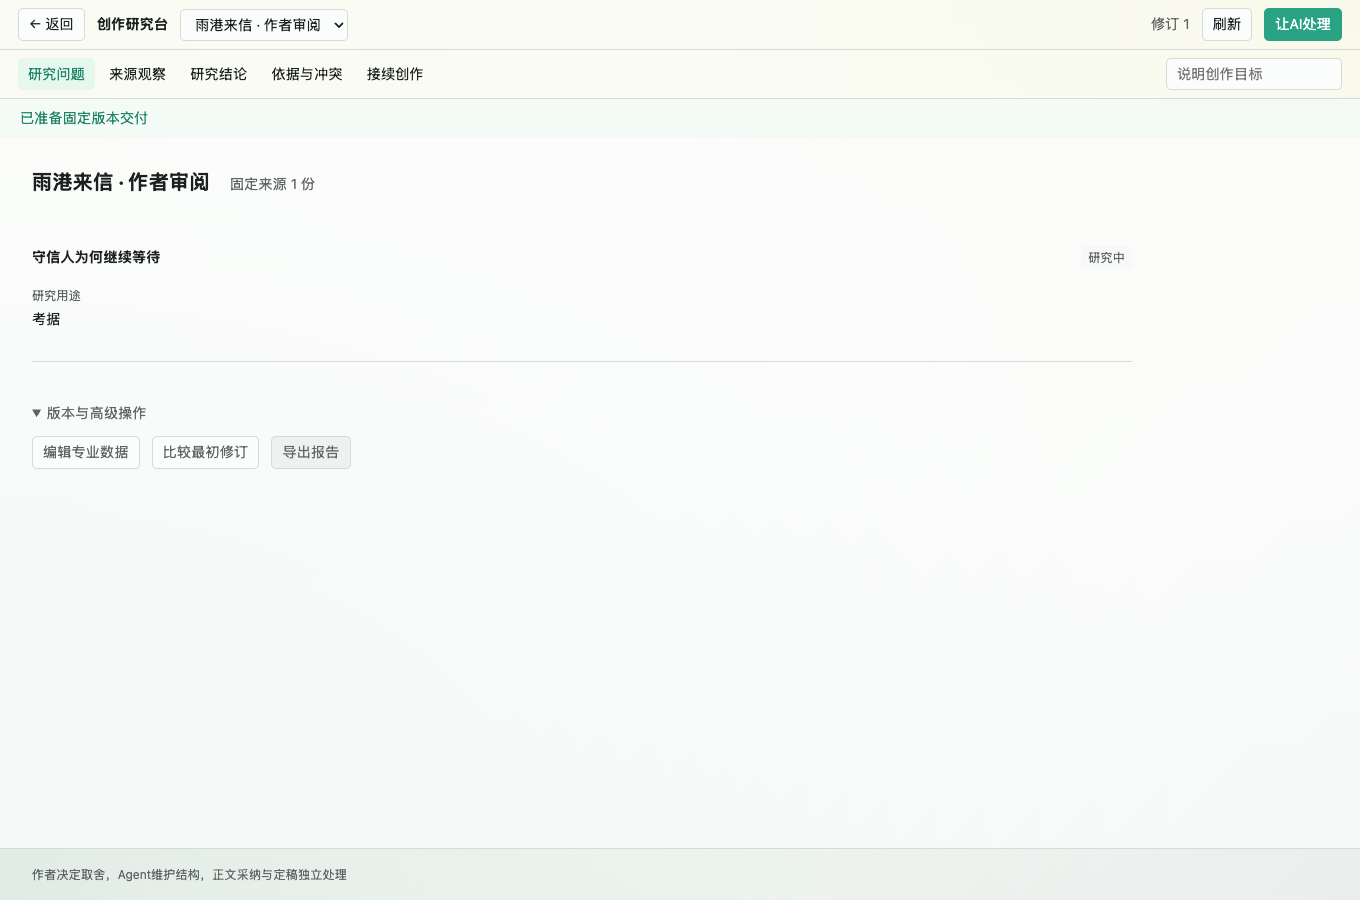 ← 返回 创作研究台 雨港来信 · 作者审阅 修订 1 刷新 让AI处理
研究问题 来源观察 研究结论 依据与冲突 接续创作 说明创作目标
已准备固定版本交付
雨港来信 · 作者审阅 固定来源 1 份
守信人为何继续等待 研究中
研究用途
考据
▼ 版本与高级操作
编辑专业数据 比较最初修订 导出报告
作者决定取舍，Agent维护结构，正文采纳与定稿独立处理